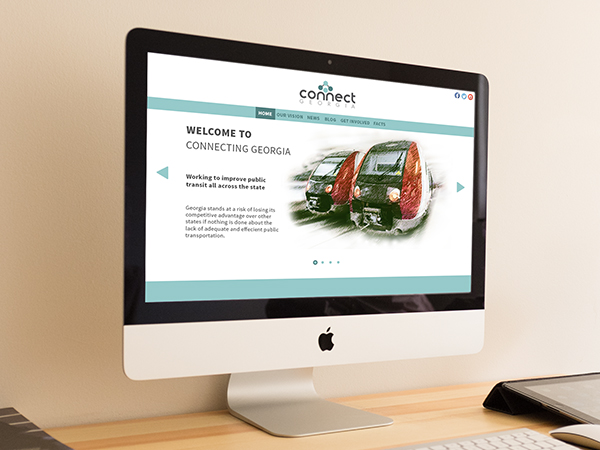 connect
GEORGIA
HOME OUR VISION NEWS BLOG GET INVOLVED FACTS
WELCOME TO
CONNECTING GEORGIA
Working to improve public
transit all across the state
Georgia stands at a risk of losing its
competitive advantage over other
states if nothing is done about the
lack of adequate and effecient public
transportation.